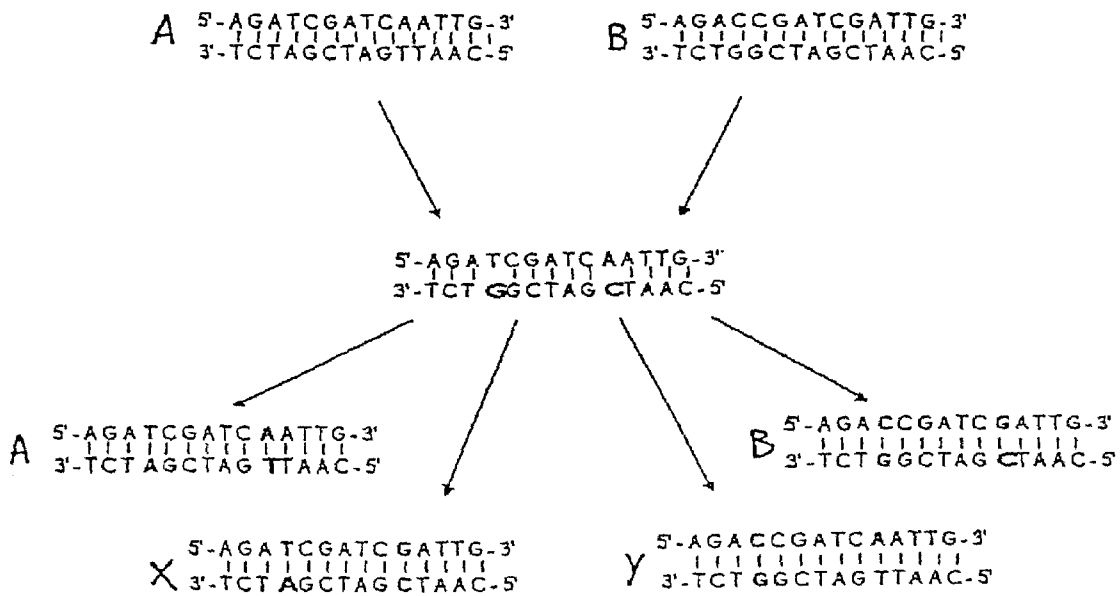 A
5'-AGATCGATCAATTG-3'
3'-TCTAGCTAGTTAAC-5'
B
5'-AGACCGATCGATTG-3'
3'-TCTGGCTAGCTAAC-5'
5'-AGATCGATCAATTG-3'
3'-TCTGGCTAGCTAAC-5'
A
5'-AGATCGATCAATTG-3'
3'-TCTAGCTAGTTAAC-5'
B
5'-AGACCGATCGATTG-3'
3'-TCTGGCTAGCTAAC-5'
X
5'-AGATCGATCGATTG-3'
3'-TCTAGCTAGCTAAC-5'
Y
5'-AGACCGATCAATTG-3'
3'-TCTGGCTAGTTAAC-5'